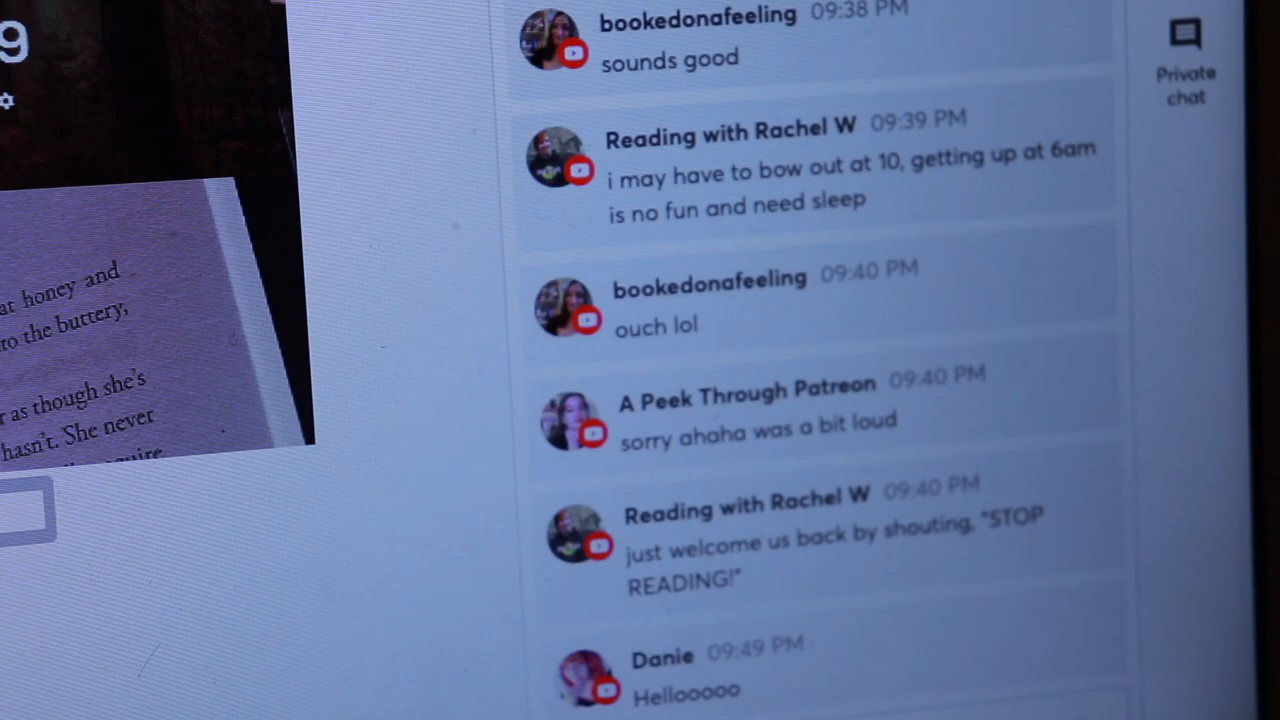 9
at honey and
to the buttery,
r as though she's
hasn't. She never
bookedonafeeling 09:38 PM
sounds good
Reading with Rachel W 09:39 PM
i may have to bow out at 10, getting up at 6am
is no fun and need sleep
bookedonafeeling 09:40 PM
ouch lol
A Peek Through Patreon 09:40 PM
sorry ahaha was a bit loud
Reading with Rachel W 09:40 PM
just welcome us back by shouting, "STOP
READING!"
Danie 09:49 PM
Hellooooo
Private
chat